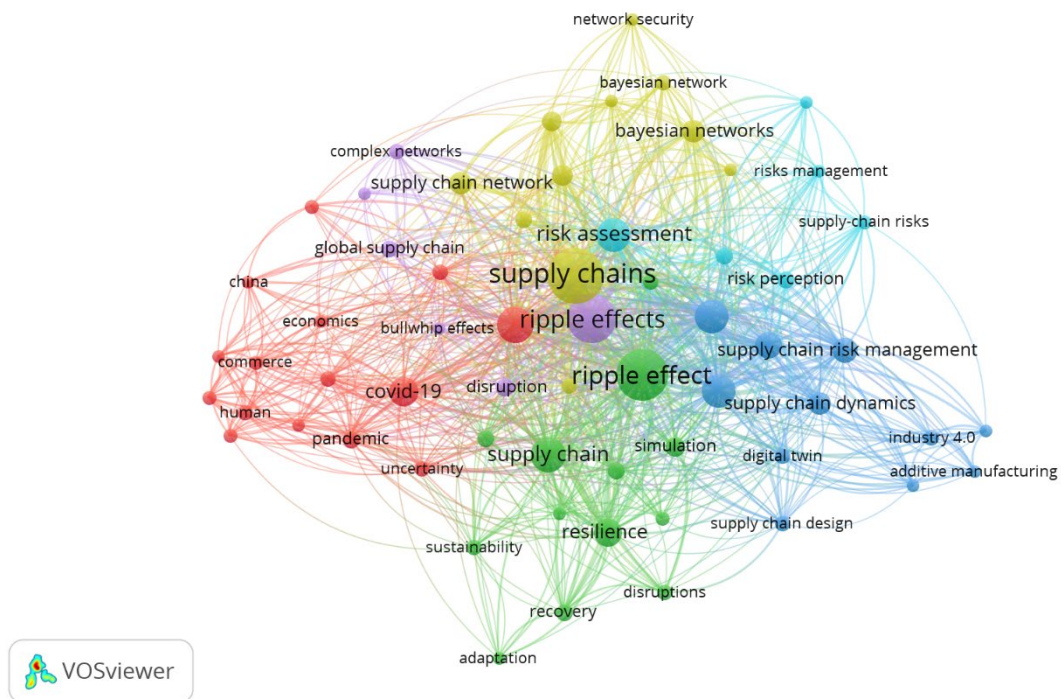 network security
bayesian network
bayesian networks
complex networks
risks management
supply chain network
supply-chain risks
risk assessment
global supply chain
supply chains
risk perception
china
ripple effects
economics
bullwhip effects
supply chain risk management
commerce
ripple effect
covid-19
disruption
supply chain dynamics
human
pandemic
simulation
industry 4.0
supply chain
digital twin
uncertainty
additive manufacturing
supply chain design
resilience
sustainability
disruptions
recovery
adaptation
VOSviewer